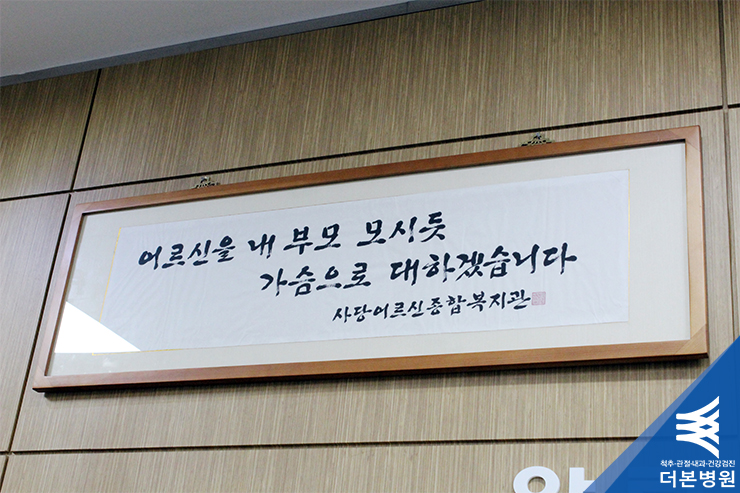 어르신을 내 부모 모시듯
가슴으로 대하겠습니다
사당어르신종합복지관
척추·관절·내과·건강검진
더본병원